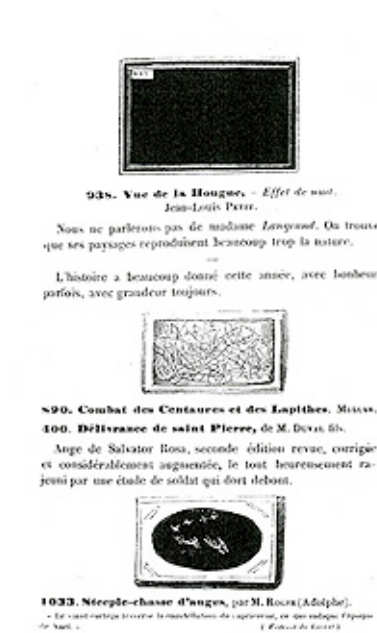 938. Vue de la Hougue, – Effet de nuit.
Jean-Louis Petit.
Nous ne parlerons pas de madame Langrand. On trouve
que ses paysages reproduisent beaucoup trop la nature.
L'histoire a beaucoup donné cette année, avec bonheur
parfois, avec grandeur toujours.
890. Combat des Centaures et des Lapithes.
400. Délivrance de saint Pierre, de M. Duval fils.
Ange de Salvator Rosa, seconde édition revue, corrigée
et considérablement augmentée, le tout heureusement ra-
jeuni par une étude de soldat qui dort debout.
1033. Steeple-chasse d'anges, par M. Roger (Adolphe).